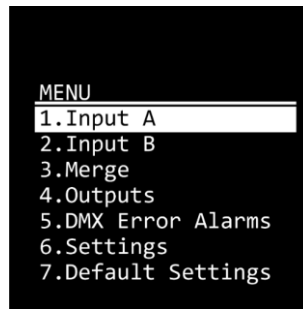 MENU
1.Input A
2.Input B
3.Merge
4.Outputs
5.DMX Error Alarms
6.Settings
7.Default Settings